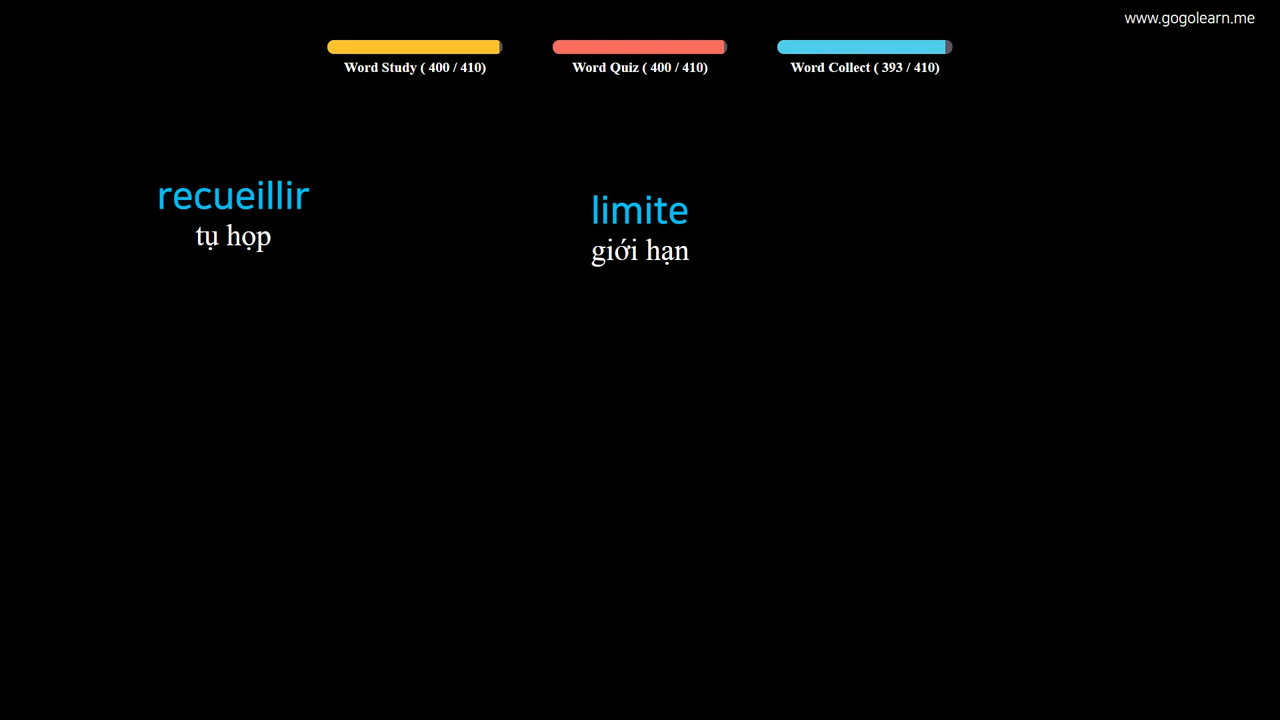 www.gogolearn.me
Word Study ( 400 / 410)
Word Quiz ( 400 / 410)
Word Collect ( 393 / 410)
recueillir
tụ họp
limite
giới hạn